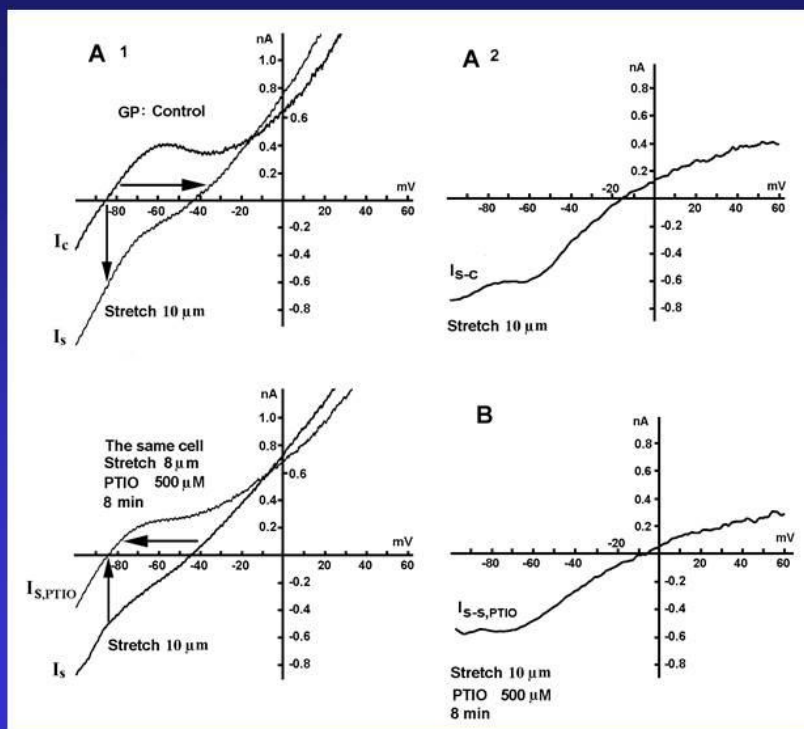 A 1
nA
1.0
0.8
0.6
0.4
0.2
GP: Control
mV
-80 -60 -40 -20 20 40 60
-0.2
-0.4
-0.6
-0.8
Ic
Is
Stretch 10 µm
A 2
nA
0.8
0.6
0.4
0.2
mV
-80 -60 -40 -20 0 20 40 60
-0.2
-0.4
-0.6
-0.8
IS-C
Stretch 10 µm
nA
1.0
0.8
0.6
0.4
0.2
The same cell
Stretch 8 µm
PTIO 500 µM
8 min
mV
-80 -60 -40 -20 0 20 40 60
-0.2
-0.4
-0.6
-0.8
IS,PTIO
Is
Stretch 10 µm
B
nA
0.8
0.6
0.4
0.2
mV
-80 -60 -40 -20 0 20 40 60
-0.2
-0.4
-0.6
-0.8
IS-S,PTIO
Stretch 10 µm
PTIO 500 µM
8 min